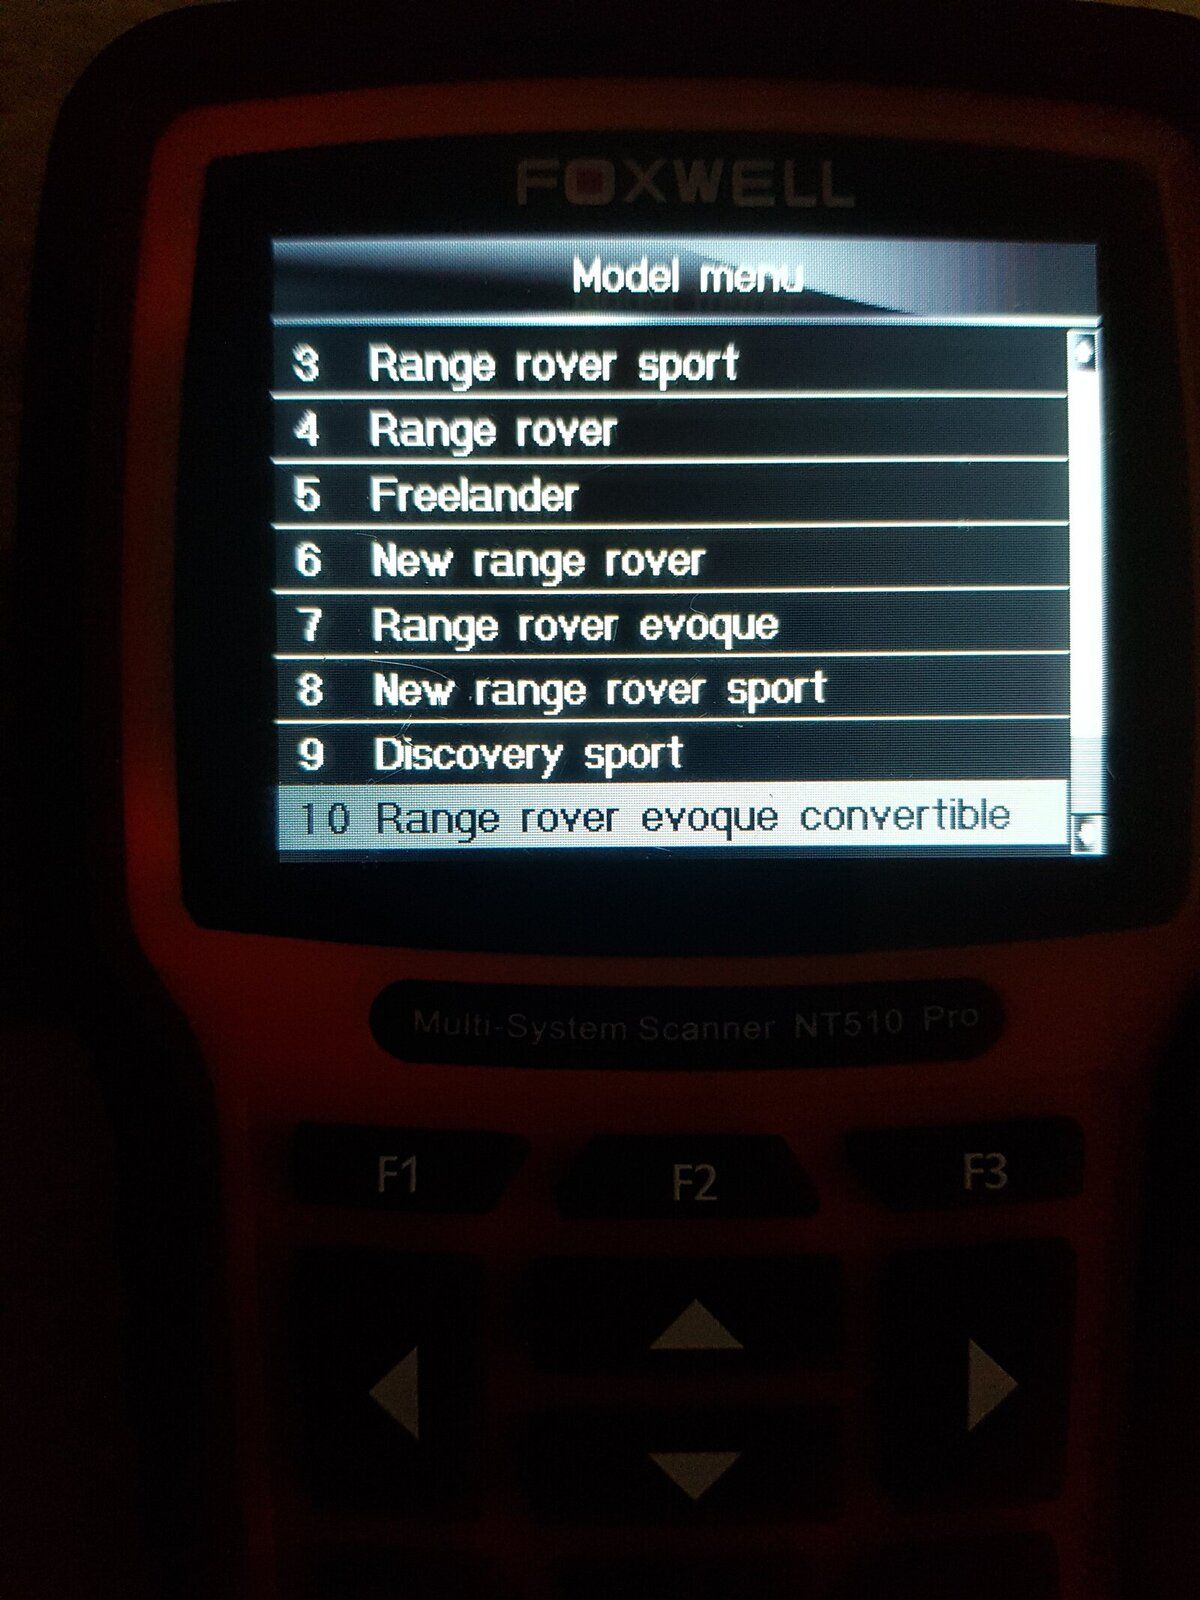 FOXWELL
Model menu
3 Range rover sport
4 Range rover
5 Freelander
6 New range rover
7 Range rover evoque
8 New range rover sport
9 Discovery sport
10 Range rover evoque convertible
Multi-System Scanner NT510 Pro
F1 F2 F3